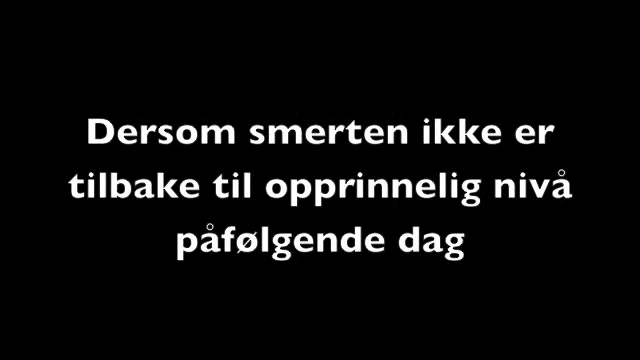 Dersom smerten ikke er
tilbake til opprinnelig nivå
påfølgende dag